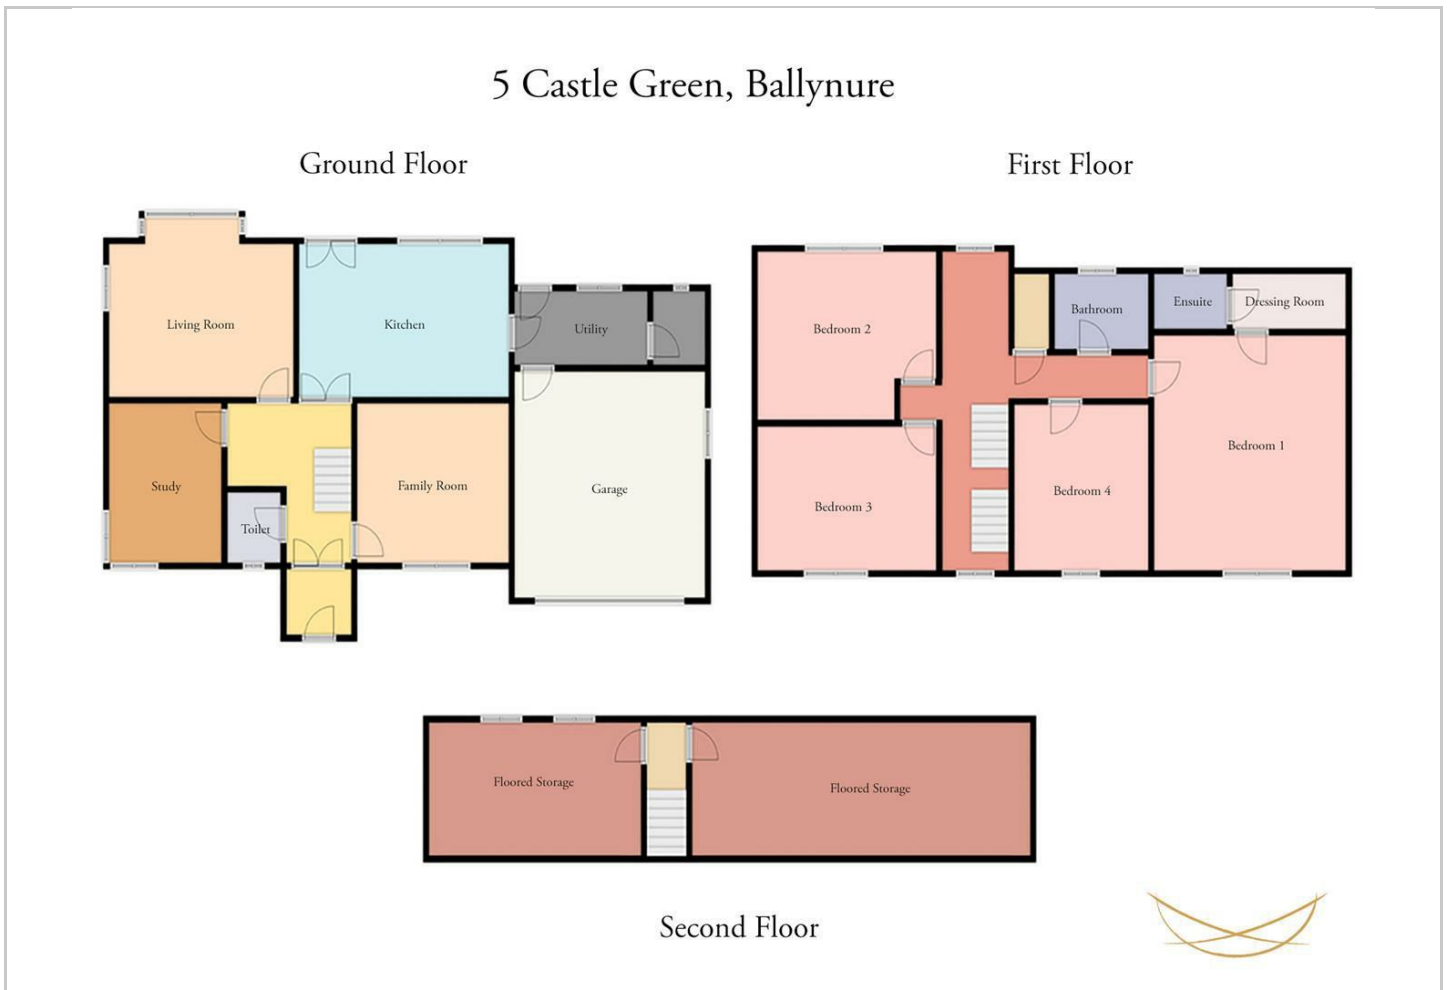 5 Castle Green, Ballynure
Ground Floor
Living Room
Kitchen
Utility
Study
Toilet
Family Room
Garage
First Floor
Bedroom 2
Bathroom
Ensuite
Dressing Room
Bedroom 1
Bedroom 3
Bedroom 4
Floored Storage
Floored Storage
Second Floor